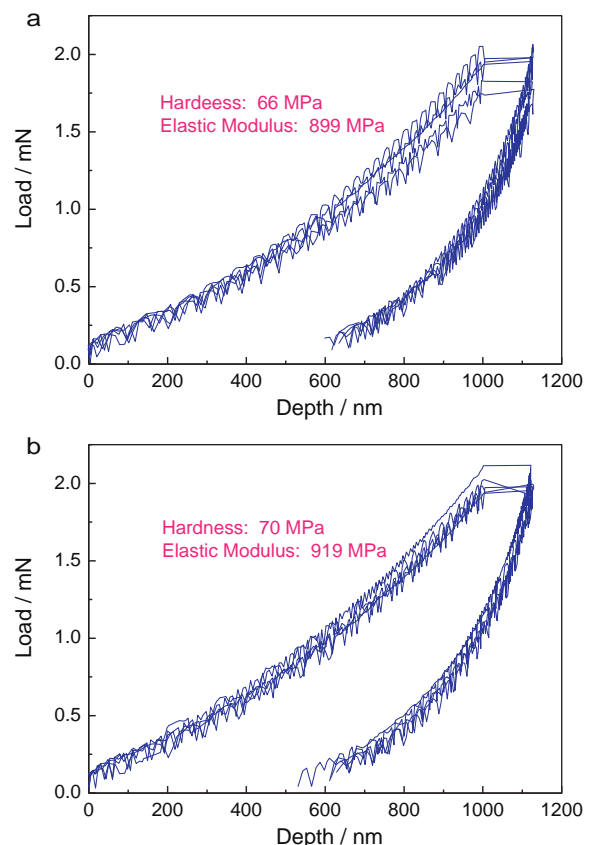 a
2.0
Hardeess: 66 MPa
Elastic Modulus: 899 MPa
1.5
Load / mN
1.0
0.5
0.0
0 200 400 600 800 1000 1200
Depth / nm
b
2.0
Hardness: 70 MPa
Elastic Modulus: 919 MPa
1.5
Load / mN
1.0
0.5
0.0
0 200 400 600 800 1000 1200
Depth / nm